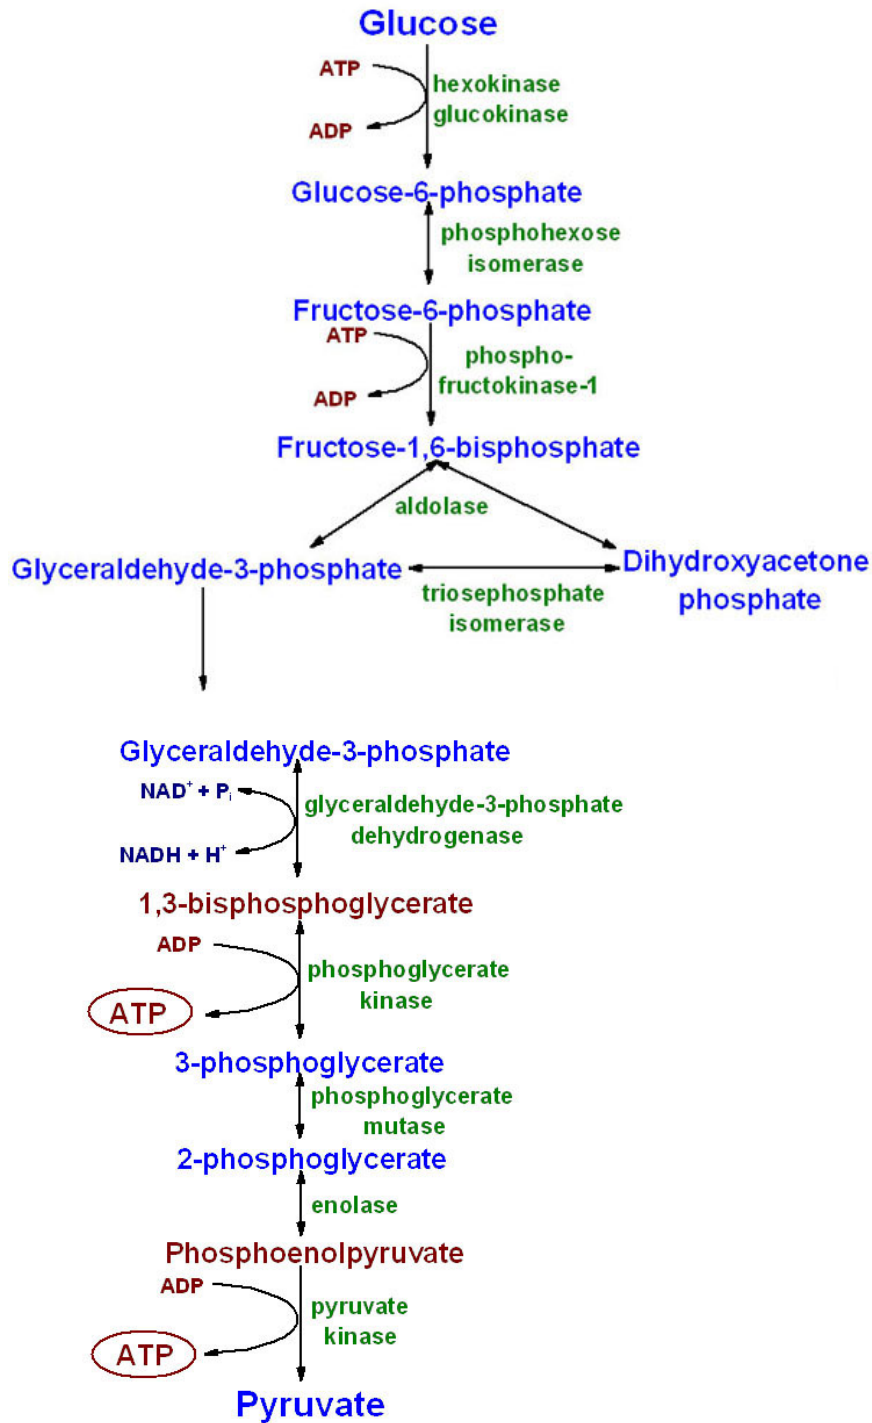 Glucose
ATP
hexokinase
glucokinase
ADP
Glucose-6-phosphate
phosphohexose
isomerase
Fructose-6-phosphate
ATP
phospho-
fructokinase-1
ADP
Fructose-1,6-bisphosphate
aldolase
Glyceraldehyde-3-phosphate
Dihydroxyacetone
phosphate
triosephosphate
isomerase
Glyceraldehyde-3-phosphate
NAD⁺ + Pᵢ
glyceraldehyde-3-phosphate
dehydrogenase
NADH + H⁺
1,3-bisphosphoglycerate
ADP
phosphoglycerate
kinase
ATP
3-phosphoglycerate
phosphoglycerate
mutase
2-phosphoglycerate
enolase
Phosphoenolpyruvate
ADP
pyruvate
kinase
ATP
Pyruvate